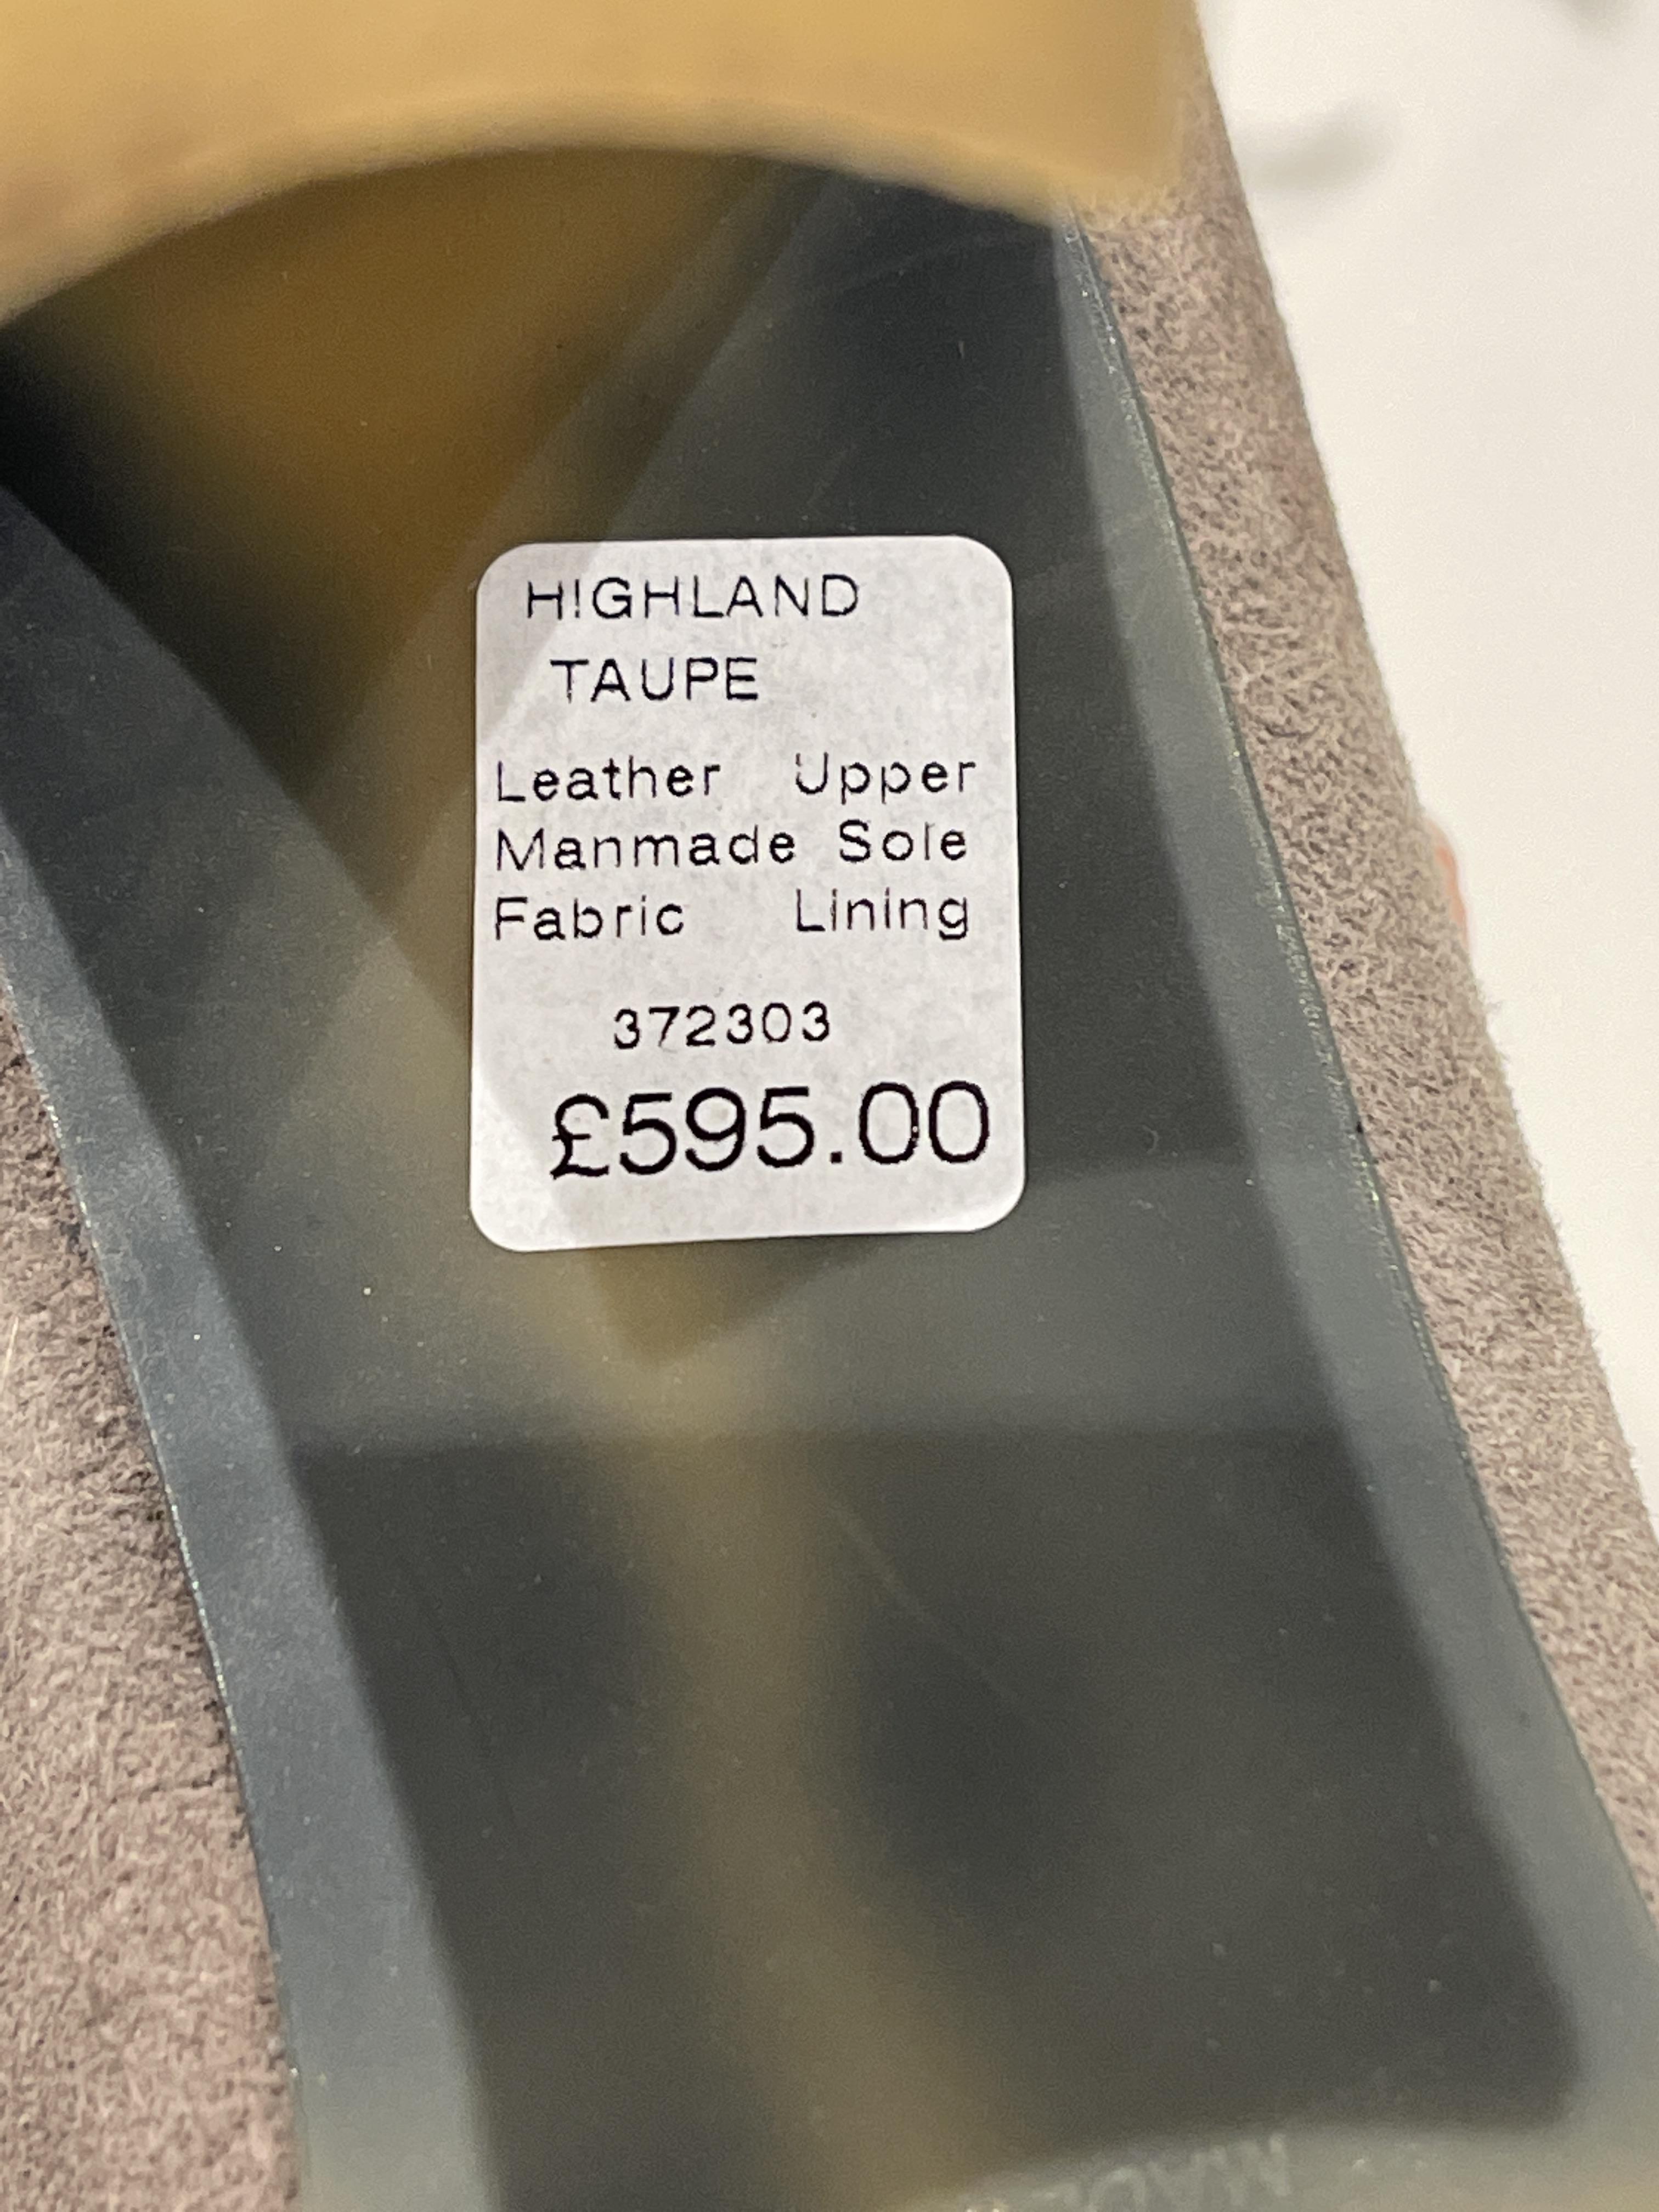 HIGHLAND
TAUPE
Leather Upper
Manmade Sole
Fabric Lining
372303
£595.00